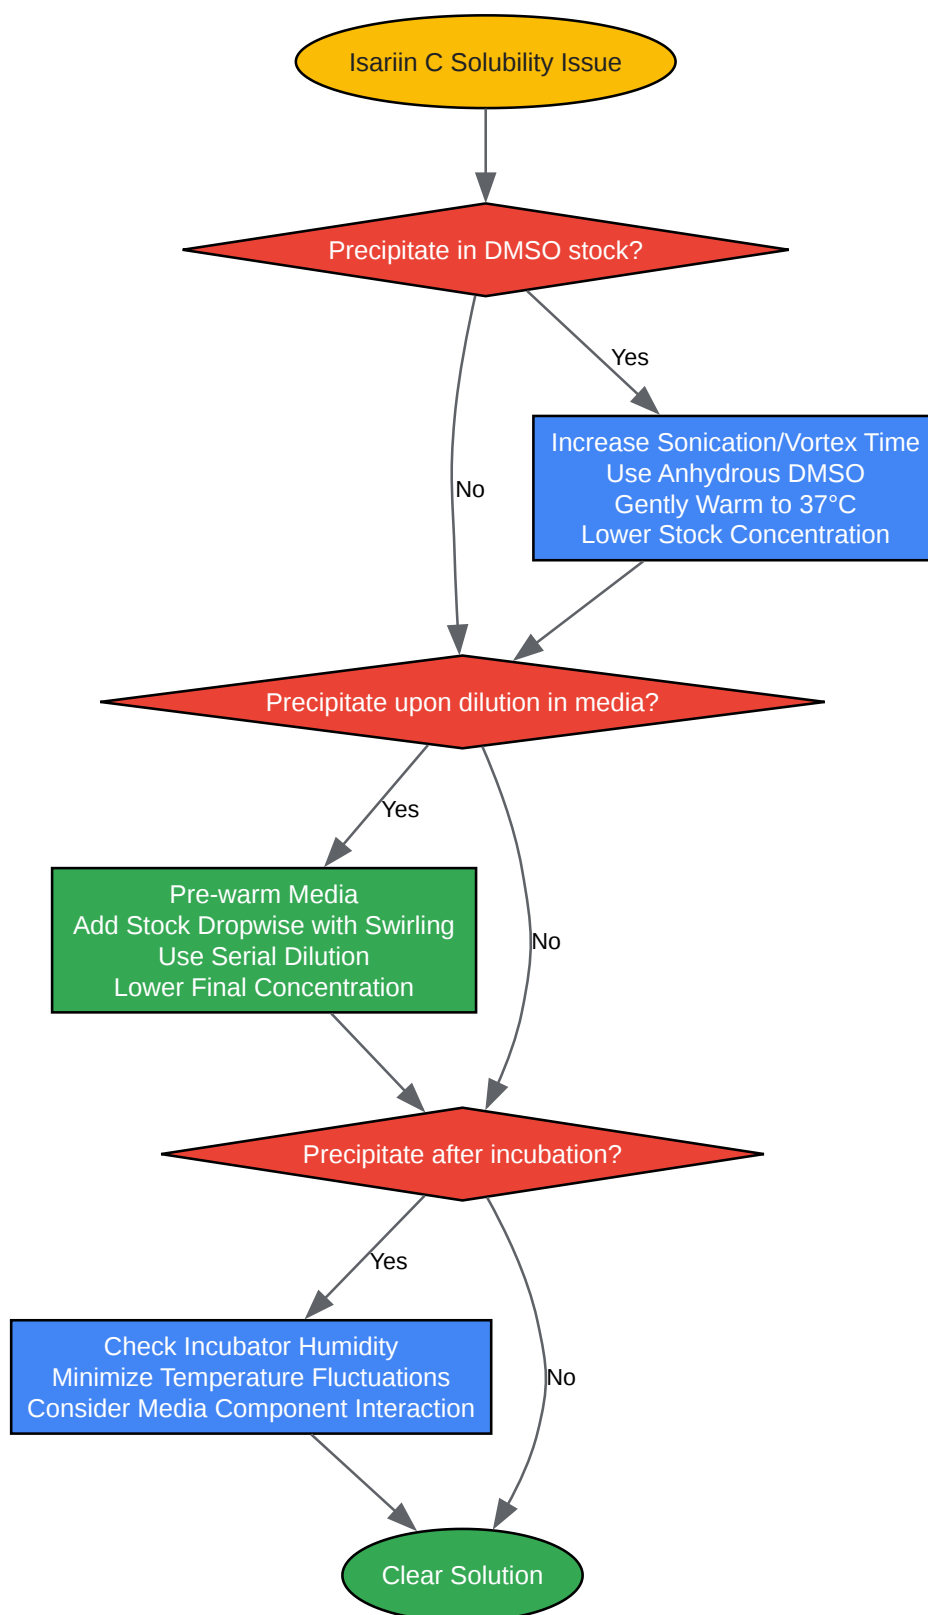 Isariin C Solubility Issue
Precipitate in DMSO stock?
Yes
Increase Sonication/Vortex Time
Use Anhydrous DMSO
Gently Warm to 37°C
Lower Stock Concentration
No
Precipitate upon dilution in media?
Yes
Pre-warm Media
Add Stock Dropwise with Swirling
Use Serial Dilution
Lower Final Concentration
No
Precipitate after incubation?
Yes
Check Incubator Humidity
Minimize Temperature Fluctuations
Consider Media Component Interaction
No
Clear Solution